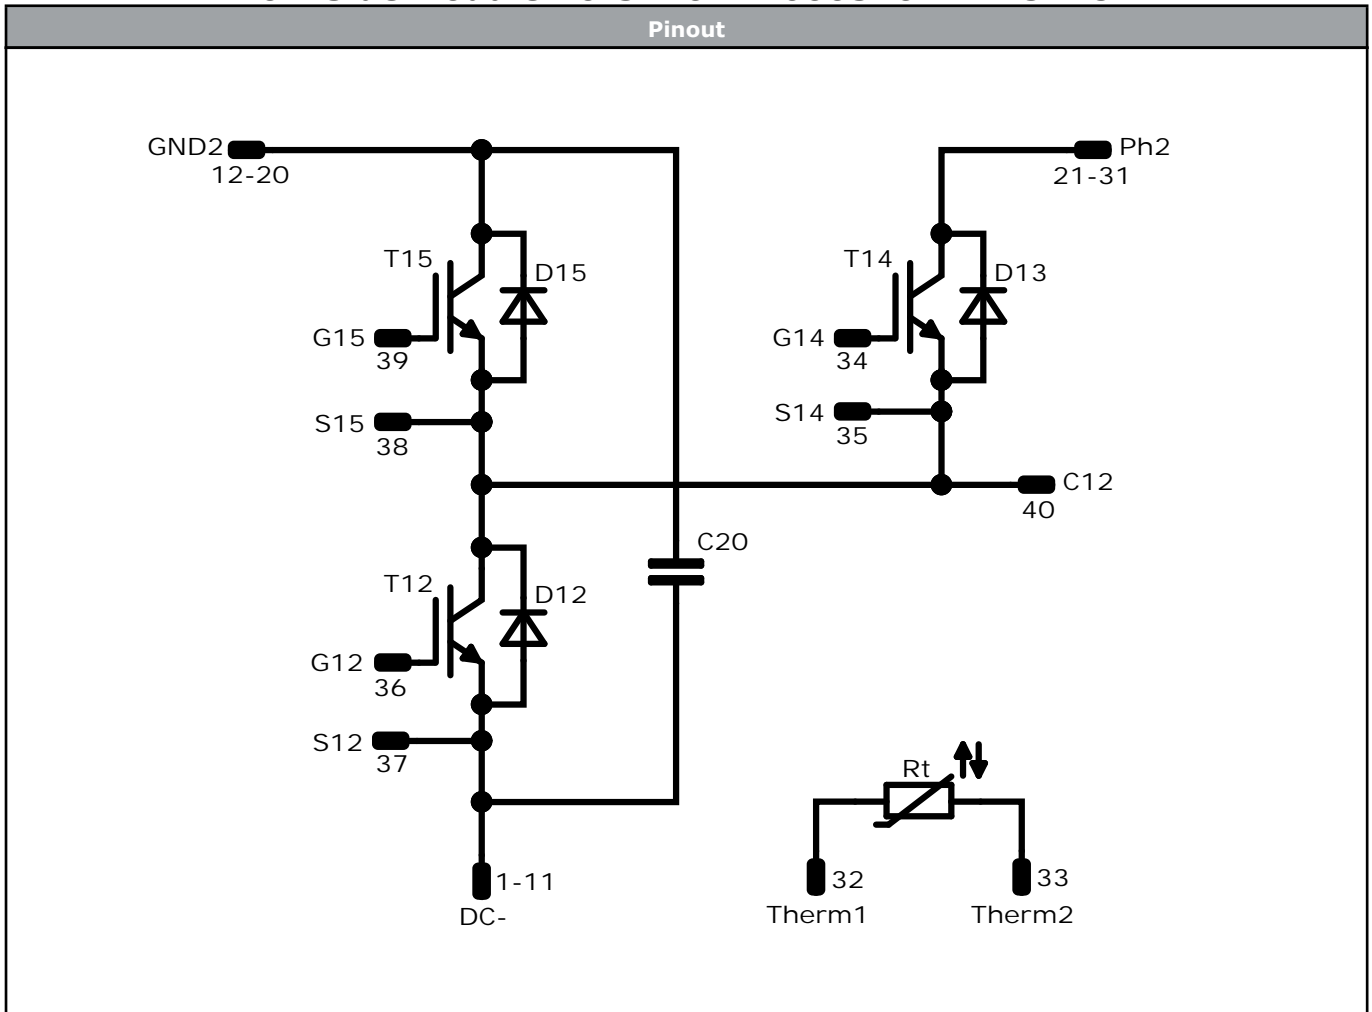 Pinout
GND2
12-20
Ph2
21-31
T15
D15
T14
D13
G15
39
G14
34
S15
38
S14
35
C12
40
C20
T12
D12
G12
36
S12
37
Rt
1-11
DC-
32
Therm1
33
Therm2